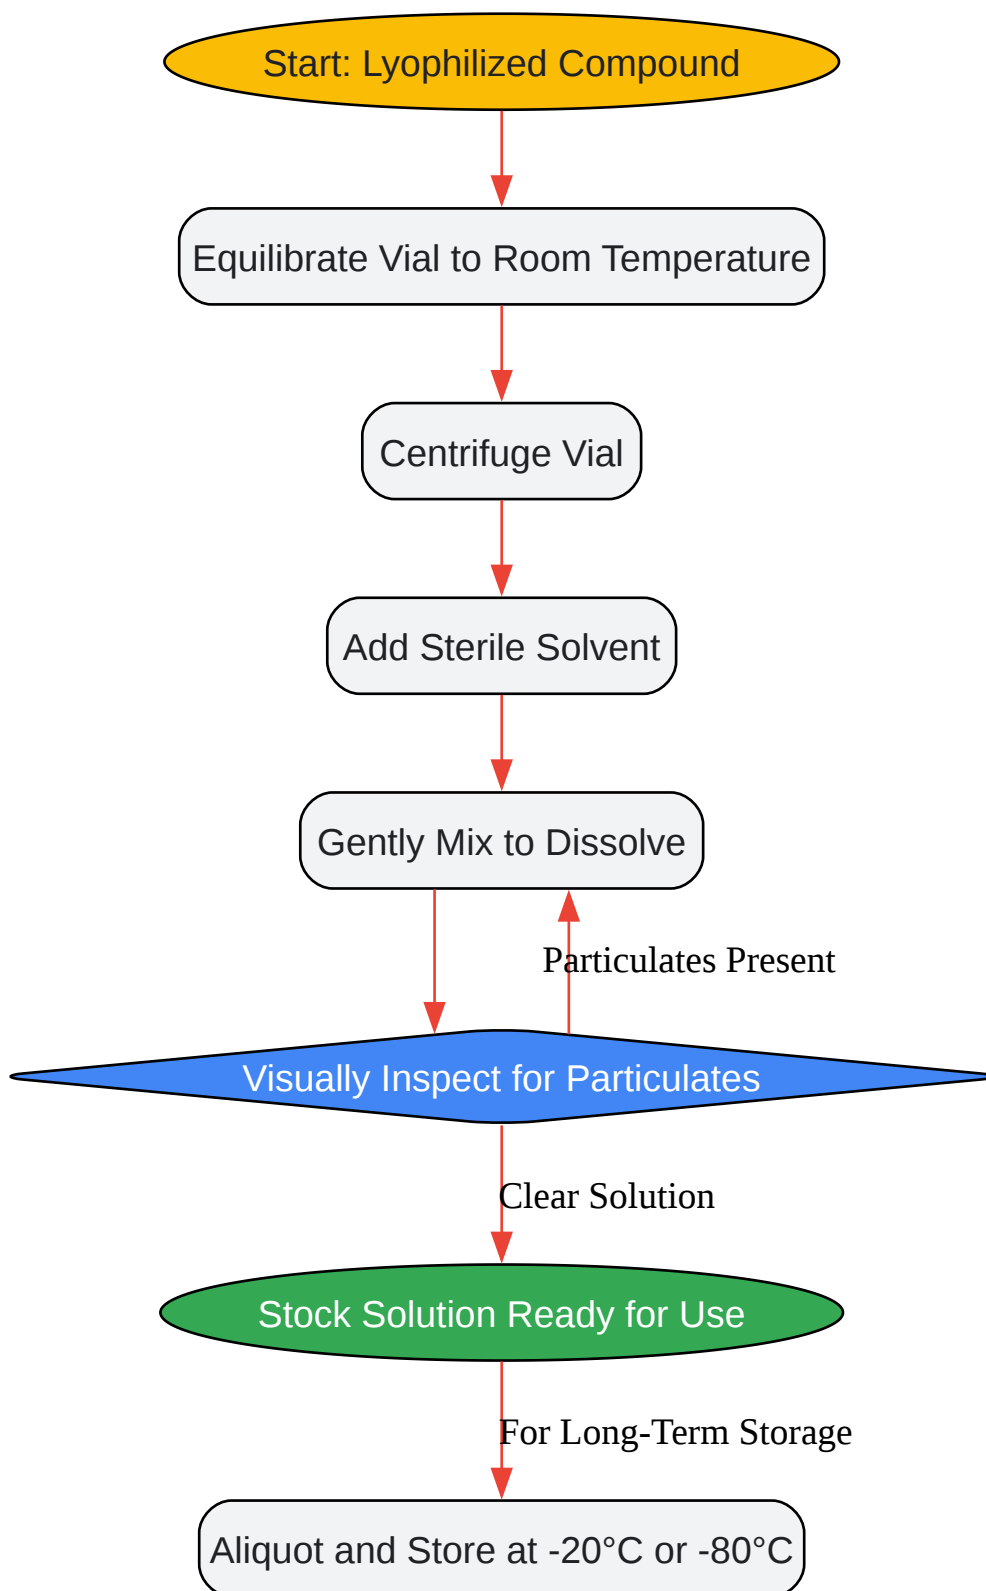 Start: Lyophilized Compound
Equilibrate Vial to Room Temperature
Centrifuge Vial
Add Sterile Solvent
Gently Mix to Dissolve
Particulates Present
Visually Inspect for Particulates
Clear Solution
Stock Solution Ready for Use
For Long-Term Storage
Aliquot and Store at -20°C or -80°C